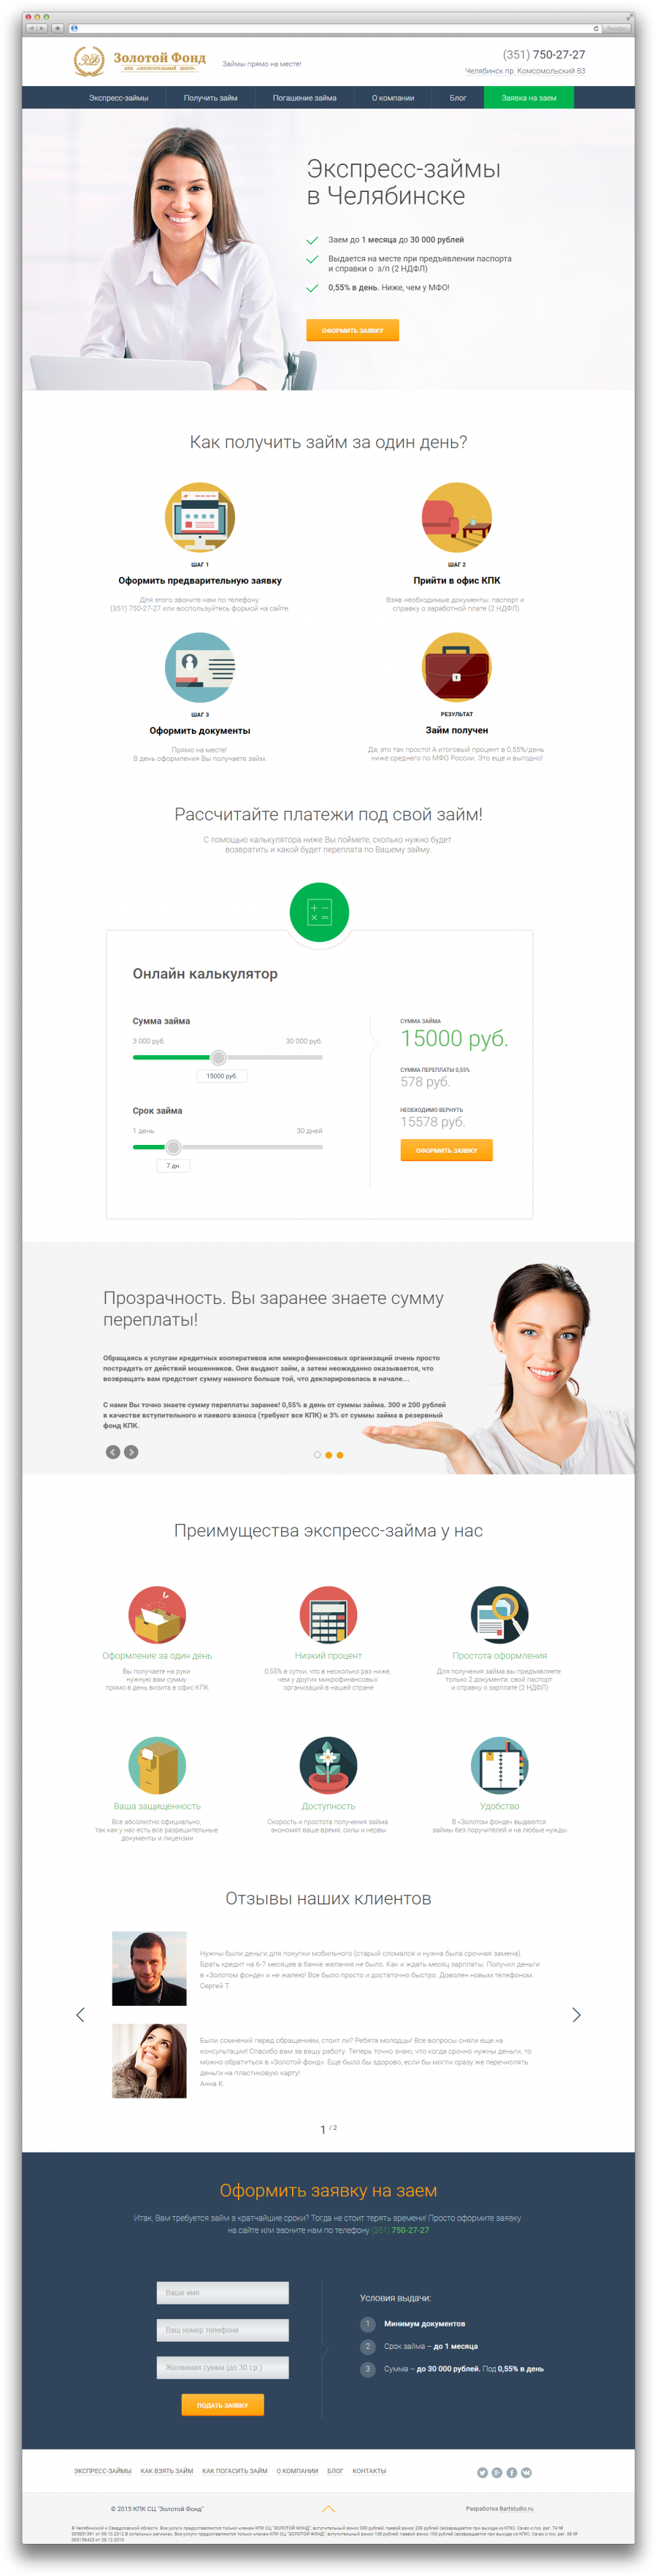 Золотой Фонд
КПК «СБЕРЕГАТЕЛЬНЫЙ ЦЕНТР»
Займы прямо на месте!
(351) 750-27-27
Челябинск пр. Комсомольский 83
Экспресс-займы Получить займ Погашение займа О компании Блог Заявка на заем
Экспресс-займы
в Челябинске
Заем до 1 месяца до 30 000 рублей
Выдается на месте при предъявлении паспорта
и справки о з/п (2 НДФЛ)
0,55% в день. Ниже, чем у МФО!
ОФОРМИТЬ ЗАЯВКУ
Как получить займ за один день?
ШАГ 1
Оформить предварительную заявку
Для этого звоните нам по телефону
(351) 750-27-27 или воспользуйтесь формой на сайте.
ШАГ 2
Прийти в офис КПК
Взяв необходимые документы: паспорт и
справку о заработной плате (2 НДФЛ).
ШАГ 3
Оформить документы
Прямо на месте!
В день оформления Вы получаете займ.
РЕЗУЛЬТАТ
Займ получен
Да, это так просто! А итоговый процент в 0,55%/день
ниже среднего по МФО России. Это еще и выгодно!
Рассчитайте платежи под свой займ!
С помощью калькулятора ниже Вы поймете, сколько нужно будет
возвратить и какой будет переплата по Вашему займу.
Онлайн калькулятор
Сумма займа
3 000 руб. 30 000 руб.
15000 руб.
Срок займа
1 день 30 дней
7 дн.
СУММА ЗАЙМА
15000 руб.
СУММА ПЕРЕПЛАТЫ 0,55%
578 руб.
НЕОБХОДИМО ВЕРНУТЬ
15578 руб.
ОФОРМИТЬ ЗАЯВКУ
Прозрачность. Вы заранее знаете сумму
переплаты!
Обращаясь к услугам кредитных кооперативов или микрофинансовых организаций очень просто
пострадать от действий мошенников. Они выдают займ, а затем неожиданно оказывается, что
возвращать вам предстоит сумму намного больше той, что декларировалась в начале...
С нами Вы точно знаете сумму переплаты заранее! 0,55% в день от суммы займа. 300 и 200 рублей
в качестве вступительного и паевого взноса (требуют все КПК) и 3% от суммы займа в резервный
фонд КПК.
Преимущества экспресс-займа у нас
Оформление за один день
Вы получаете на руки
нужную вам сумму
прямо в день визита в офис КПК
Низкий процент
0,55% в сутки, что в несколько раз ниже,
чем у других микрофинансовых
организаций в нашей стране
Простота оформления
Для получения займа вы предъявляете
только 2 документа: свой паспорт
и справку о зарплате (2 НДФЛ)
Ваша защищенность
Все абсолютно официально,
так как у нас есть все разрешительные
документы и лицензии
Доступность
Скорость и простота получения займа
экономят ваше время, силы и нервы
Удобство
В «Золотом фонде» выдаются
займы без поручителей и на любые нужды
Отзывы наших клиентов
Нужны были деньги для покупки мобильного (старый сломался и нужна была срочная замена).
Брать кредит на 6-7 месяцев в банке желания не было. Как и ждать месяц зарплаты. Получил деньги
в «Золотом фонде» и не жалею! Все было просто и достаточно быстро. Доволен новым телефоном.
Сергей Т.
Были сомнений перед обращением, стоит ли? Ребята молодцы! Все вопросы сняли еще на
консультации! Спасибо вам за вашу работу. Теперь точно знаю, что когда срочно нужны деньги, то
можно обратиться в «Золотой фонд». Еще было бы здорово, если бы могли сразу же перечислять
деньги на пластиковую карту!
Анна К.
1 / 2
Оформить заявку на заем
Итак, Вам требуется займ в кратчайшие сроки? Тогда не стоит терять времени! Просто оформите заявку
на сайте или звоните нам по телефону (351) 750-27-27
Ваше имя
Ваш номер телефона
Желаемая сумма (до 30 т.р.)
ПОДАТЬ ЗАЯВКУ
Условия выдачи:
1 Минимум документов
2 Срок займа – до 1 месяца
3 Сумма – до 30 000 рублей. Под 0,55% в день
ЭКСПРЕСС-ЗАЙМЫ КАК ВЗЯТЬ ЗАЙМ КАК ПОГАСИТЬ ЗАЙМ О КОМПАНИИ БЛОГ КОНТАКТЫ
© 2015 КПК СЦ "Золотой Фонд"
Разработка Bartstudio.ru